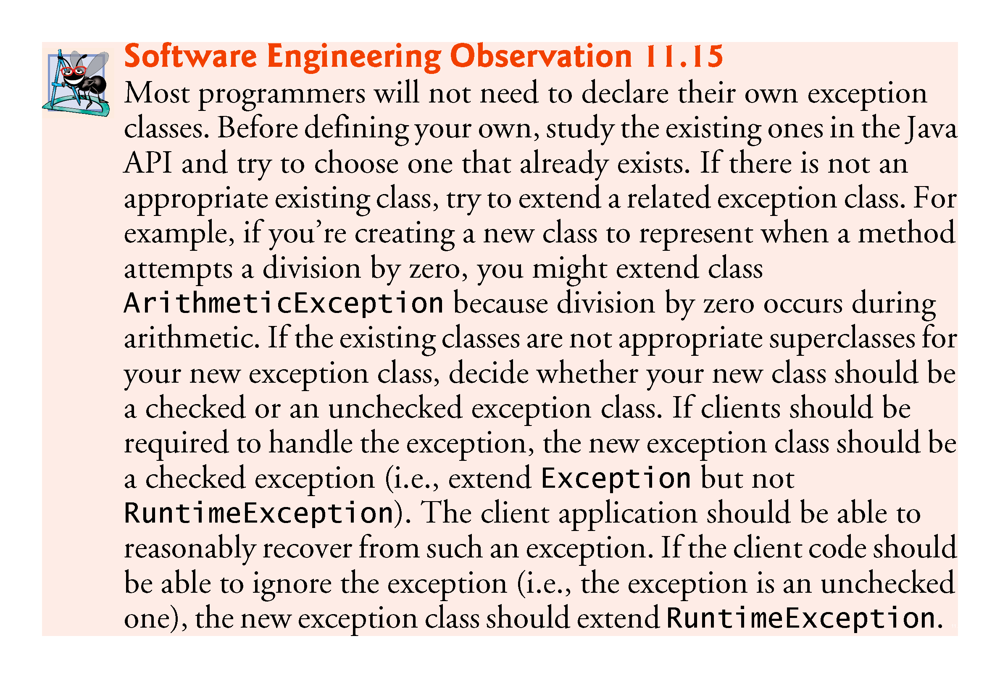 Software Engineering Observation 11.15
Most programmers will not need to declare their own exception
classes. Before defining your own, study the existing ones in the Java
API and try to choose one that already exists. If there is not an
appropriate existing class, try to extend a related exception class. For
example, if you’re creating a new class to represent when a method
attempts a division by zero, you might extend class
ArithmeticException because division by zero occurs during
arithmetic. If the existing classes are not appropriate superclasses for
your new exception class, decide whether your new class should be
a checked or an unchecked exception class. If clients should be
required to handle the exception, the new exception class should be
a checked exception (i.e., extend Exception but not
RuntimeException). The client application should be able to
reasonably recover from such an exception. If the client code should
be able to ignore the exception (i.e., the exception is an unchecked
one), the new exception class should extend RuntimeException.